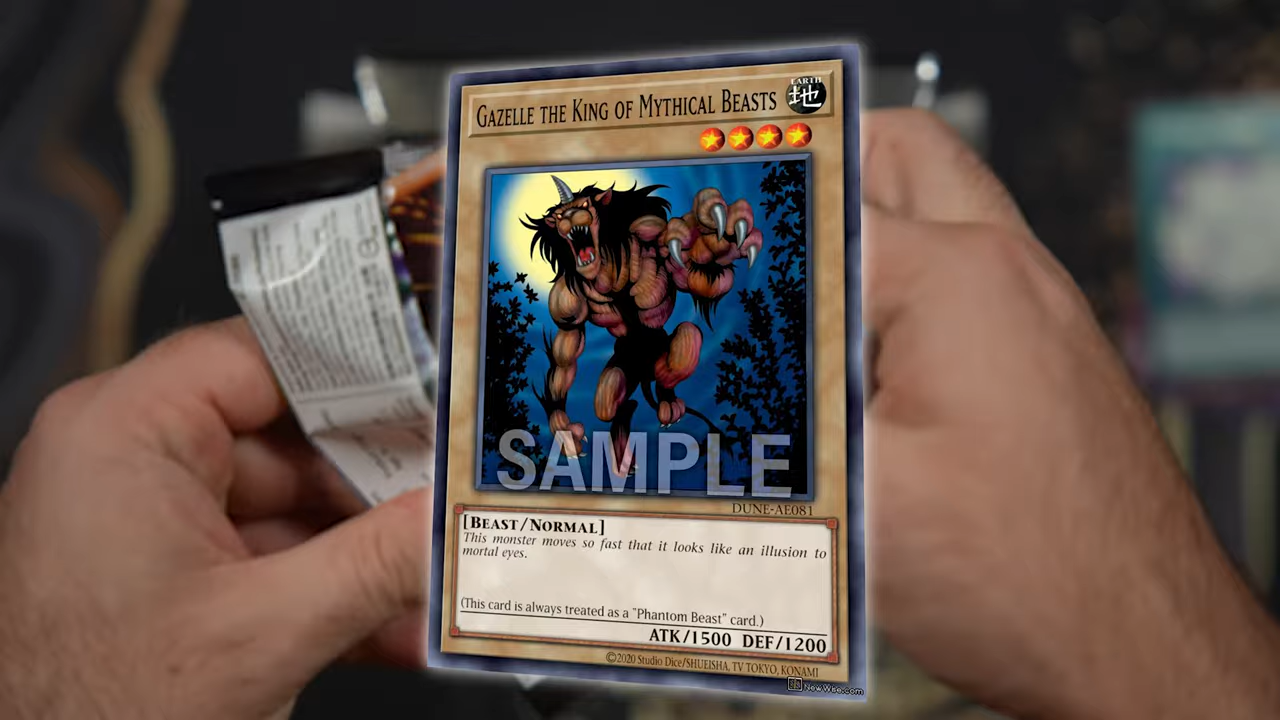 GAZELLE THE KING OF MYTHICAL BEASTS
EARTH
地
SAMPLE
DUNE-AE081
[BEAST/NORMAL]
This monster moves so fast that it looks like an illusion to
mortal eyes.
(This card is always treated as a "Phantom Beast" card.)
ATK/1500 DEF/1200
©2020 Studio Dice/SHUEISHA, TV TOKYO, KONAMI
NewWise.com